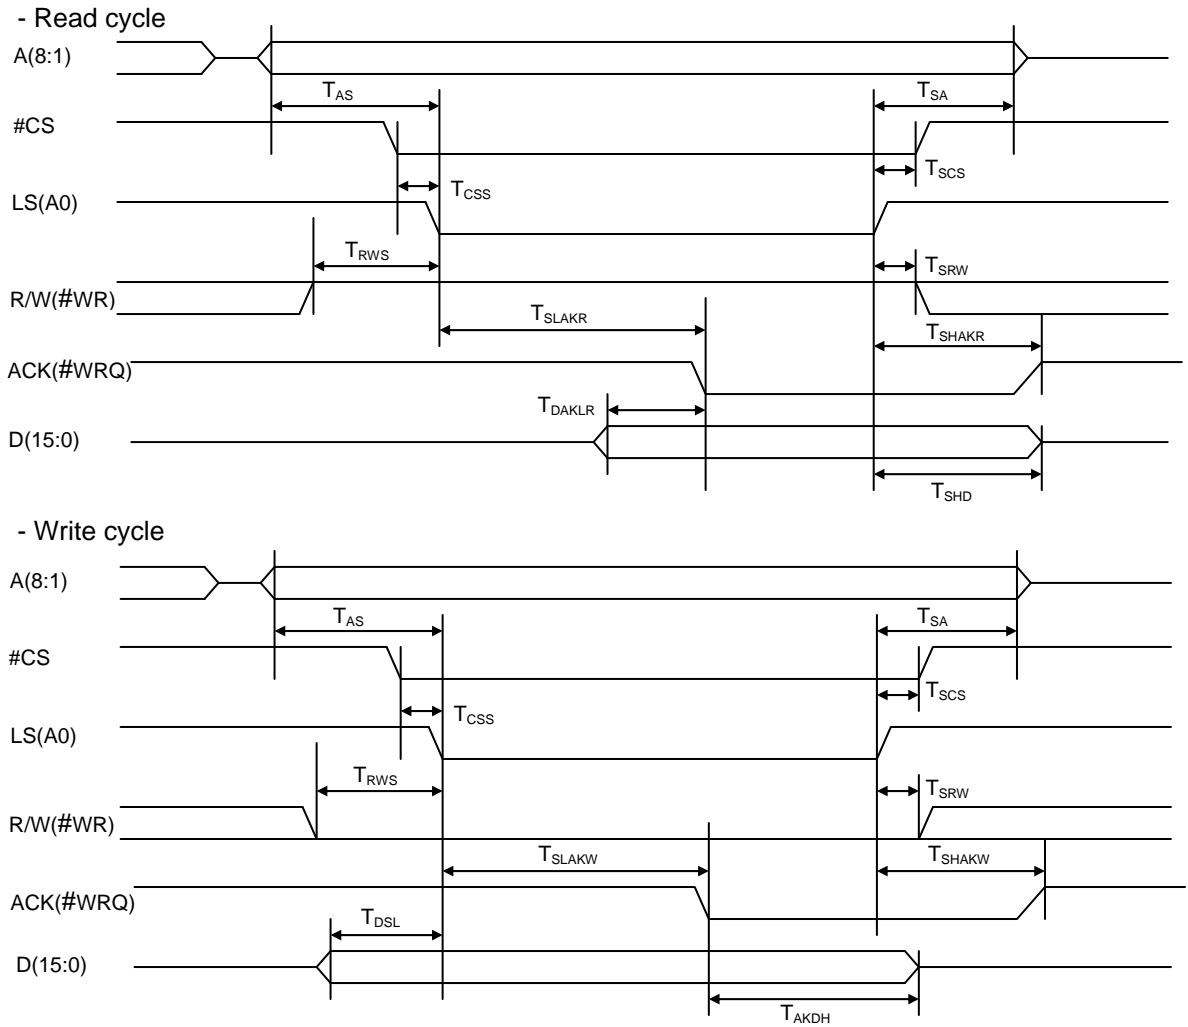 - Read cycle
A(8:1)
T_AS T_SA
#CS
T_CSS T_SCS
LS(A0)
T_RWS T_SRW
R/W(#WR)
T_SLAKR T_SHAKR
ACK(#WRQ)
T_DAKLR
D(15:0)
T_SHD
- Write cycle
A(8:1)
T_AS T_SA
#CS
T_CSS T_SCS
LS(A0)
T_RWS T_SRW
R/W(#WR)
T_SLAKW T_SHAKW
ACK(#WRQ)
T_DSL
D(15:0)
T_AKDH